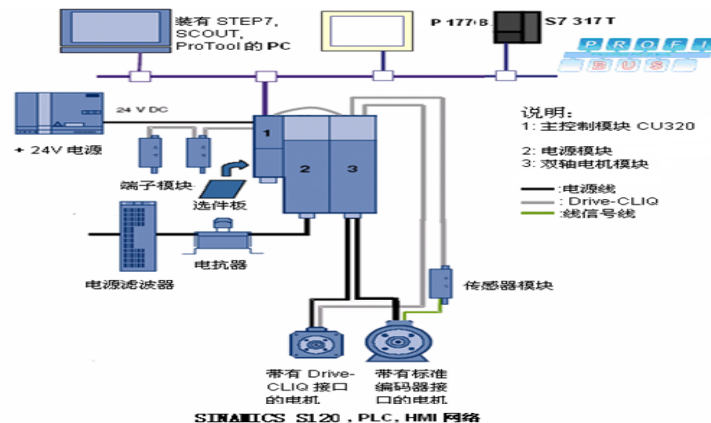 装有 STEP7,
SCOUT,
ProTool 的 PC
P 177B
S7 317T
PROFI
BUS
24 V DC
+ 24V 电源
端子模块
选件板
1
2
3
说明:
1: 主控制模块 CU320
2: 电源模块
3: 双轴电机模块
:电源线
: Drive-CLIQ
:线信号线
电源滤波器
电抗器
传感器模块
带有 Drive-
CLIQ 接口
的电机
带有标准
编码器接
口的电机
SINAMICS S120 , PLC, HMI 网络